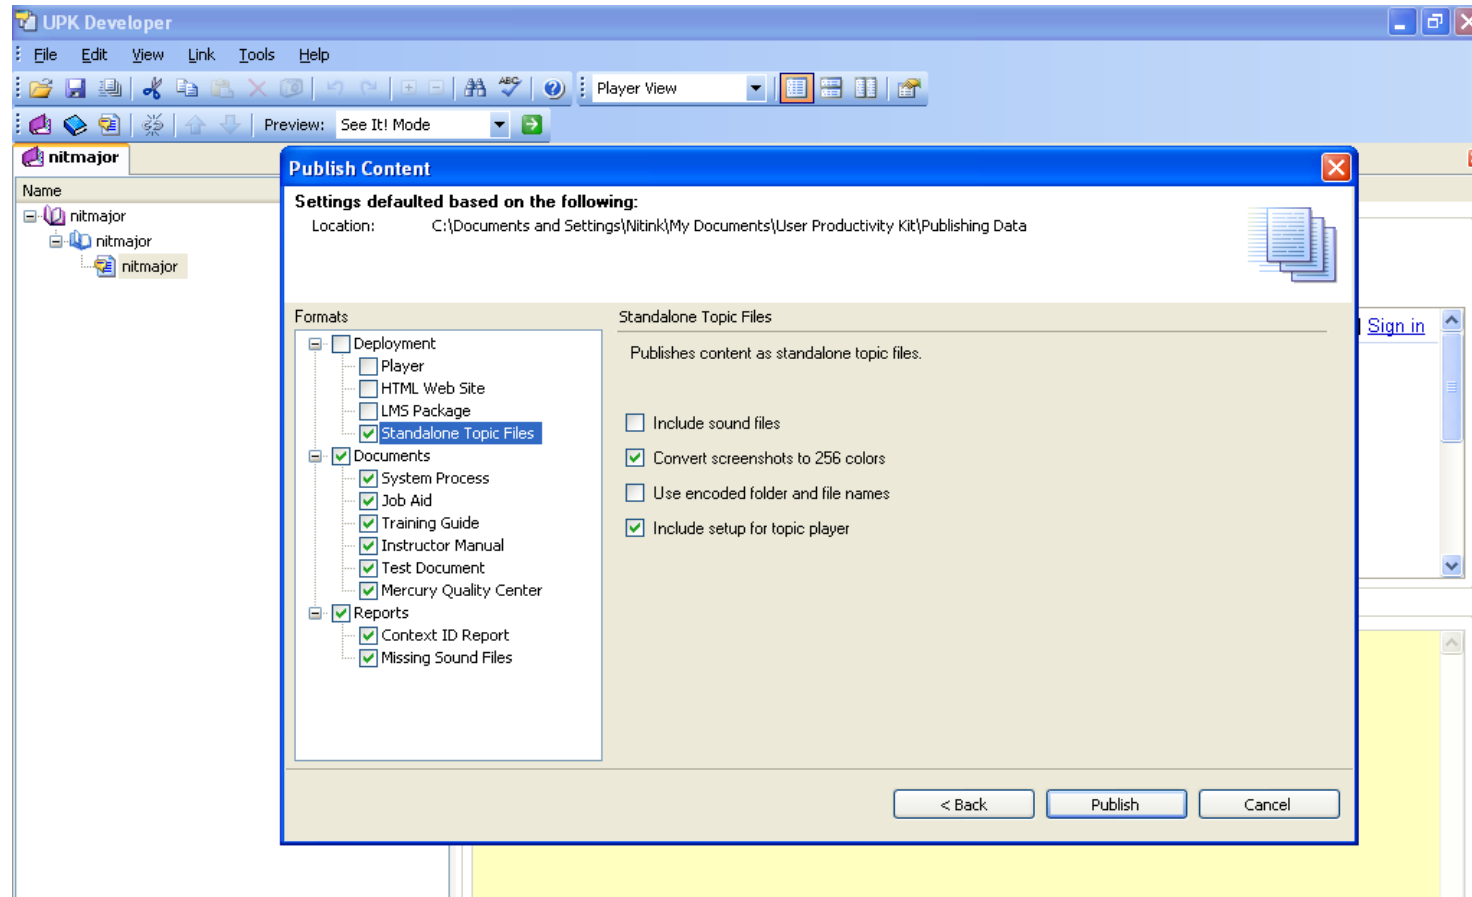 UPK Developer
File Edit View Link Tools Help
Player View
Preview: See It! Mode
nitmajor
Name
nitmajor
nitmajor
nitmajor
Publish Content
Settings defaulted based on the following:
Location: C:\Documents and Settings\Nitink\My Documents\User Productivity Kit\Publishing Data
Formats
Deployment
Player
HTML Web Site
LMS Package
Standalone Topic Files
Documents
System Process
Job Aid
Training Guide
Instructor Manual
Test Document
Mercury Quality Center
Reports
Context ID Report
Missing Sound Files
Standalone Topic Files
Publishes content as standalone topic files.
Include sound files
Convert screenshots to 256 colors
Use encoded folder and file names
Include setup for topic player
Sign in
< Back Publish Cancel